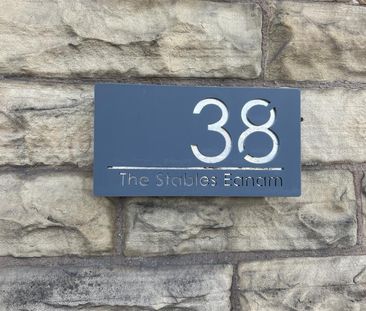 38
The Stables Eanam